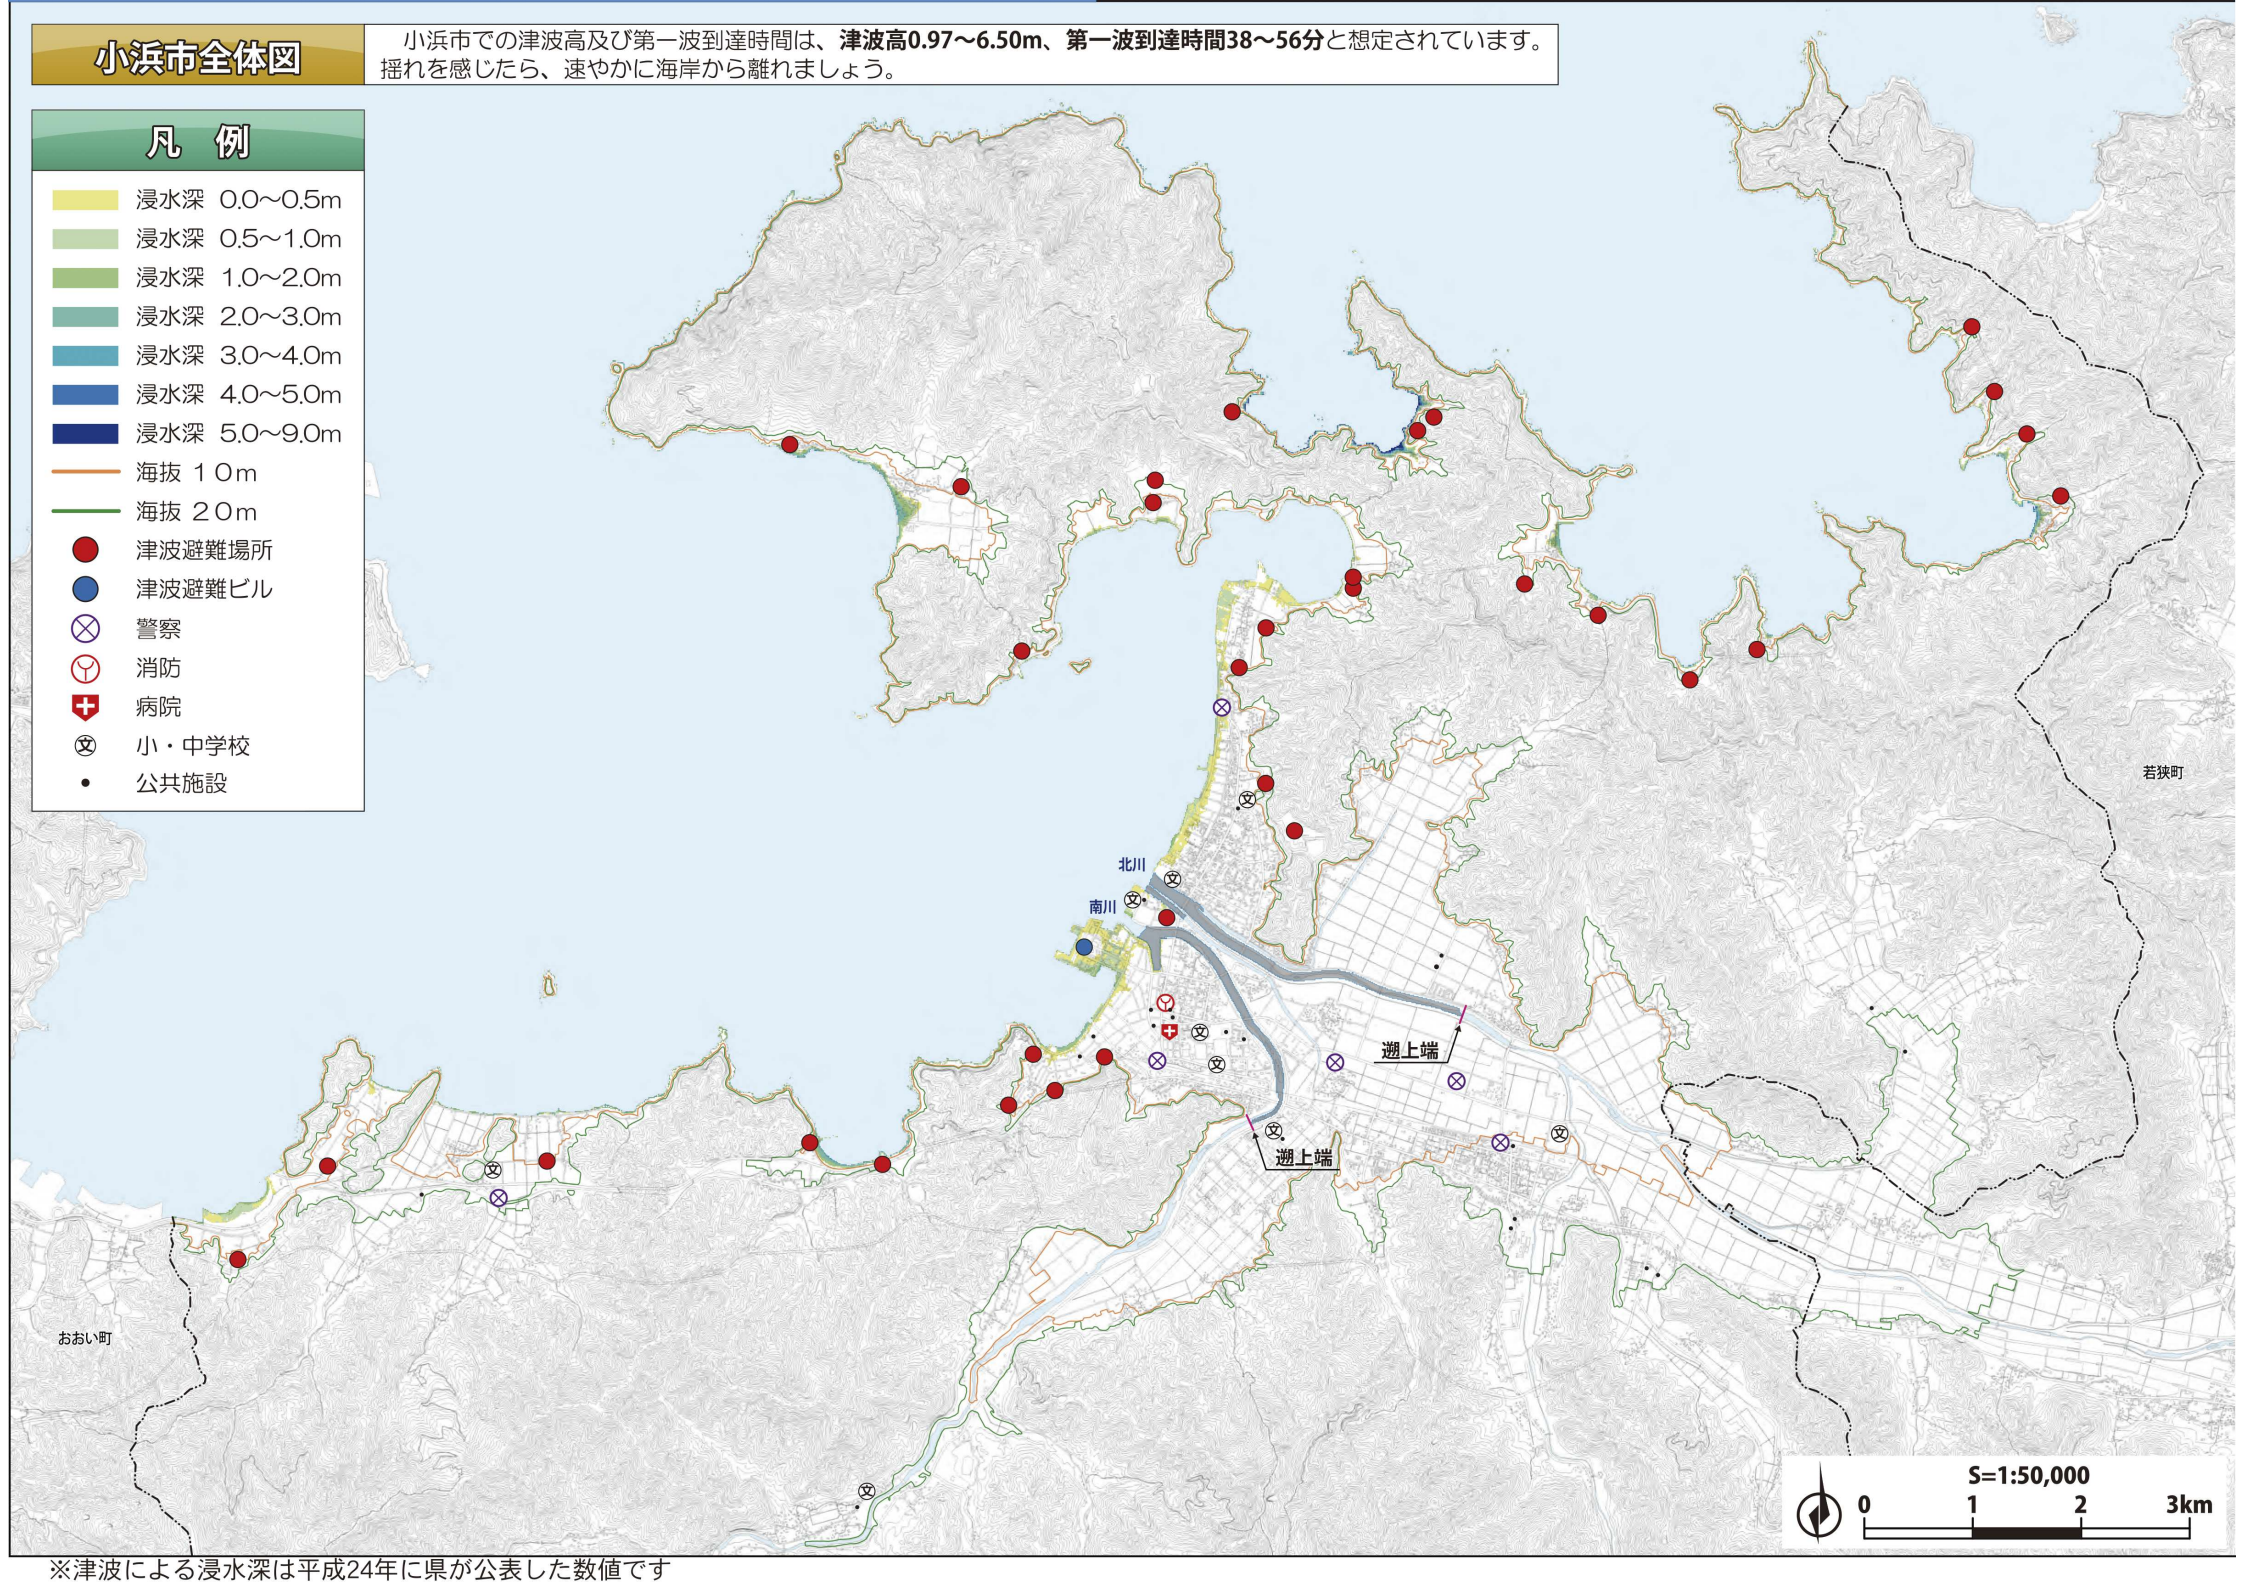 小浜市全体図
小浜市での津波高及び第一波到達時間は、津波高0.97～6.50m、第一波到達時間38～56分と想定されています。
揺れを感じたら、速やかに海岸から離れましょう。
凡 例
浸水深 0.0～0.5m
浸水深 0.5～1.0m
浸水深 1.0～2.0m
浸水深 2.0～3.0m
浸水深 3.0～4.0m
浸水深 4.0～5.0m
浸水深 5.0～9.0m
海抜 10m
海抜 20m
津波避難場所
津波避難ビル
警察
消防
病院
文 小・中学校
公共施設
若狭町
文
北川
文
文
南川
文
文
遡上端
文
文
遡上端
文
おおい町
文
S=1:50,000
0 1 2 3km
※津波による浸水深は平成24年に県が公表した数値です